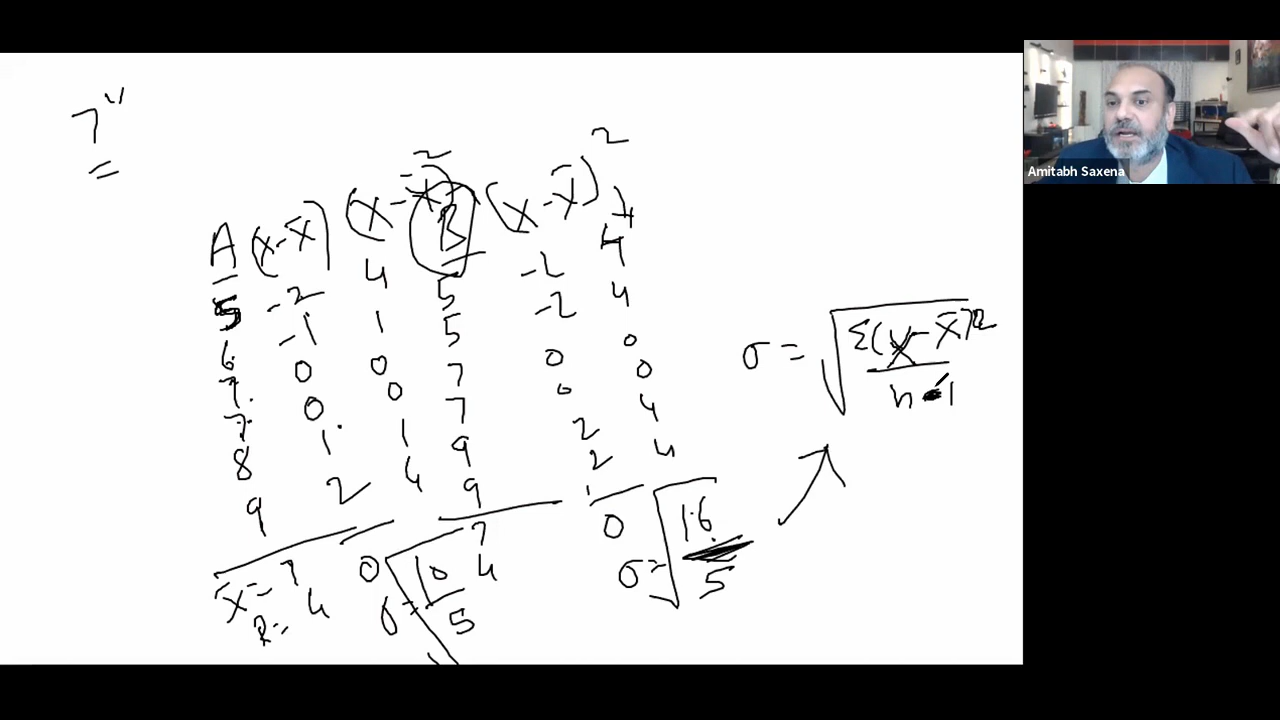 7"
A (x-x̄) (x-x̄)² B (x-x̄)²
5 -2 4 5 -2 4
6 -1 1 5 -2 4
7 0 0 7 0 0
7 0 0 7 0 0
8 1 1 9 2 4
9 2 4 9 2 4
x̄ = 7 0 7 0
R = 4 4
σ = √10/5
σ = √16/5
σ = √Σ(x-x̄)²/n-1
Amitabh Saxena